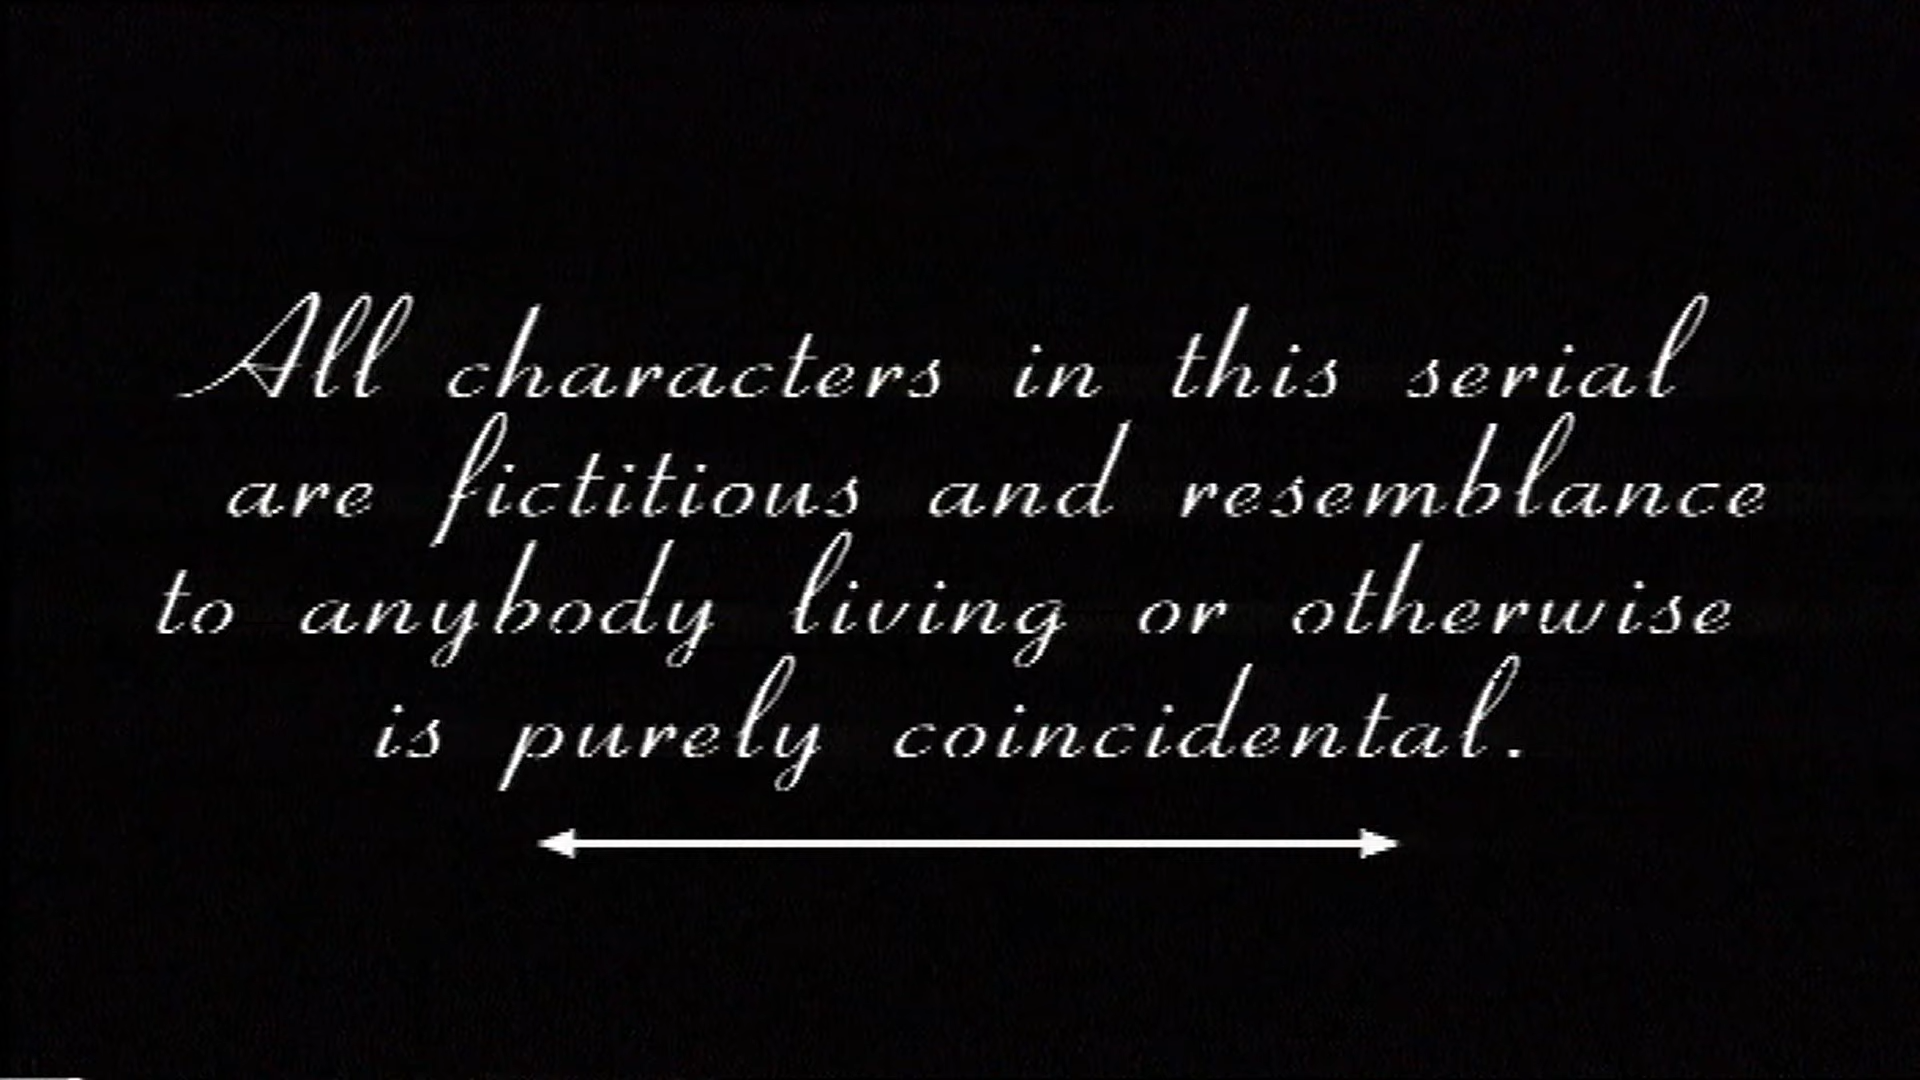 All characters in this serial
are fictitious and resemblance
to anybody living or otherwise
is purely coincidental.